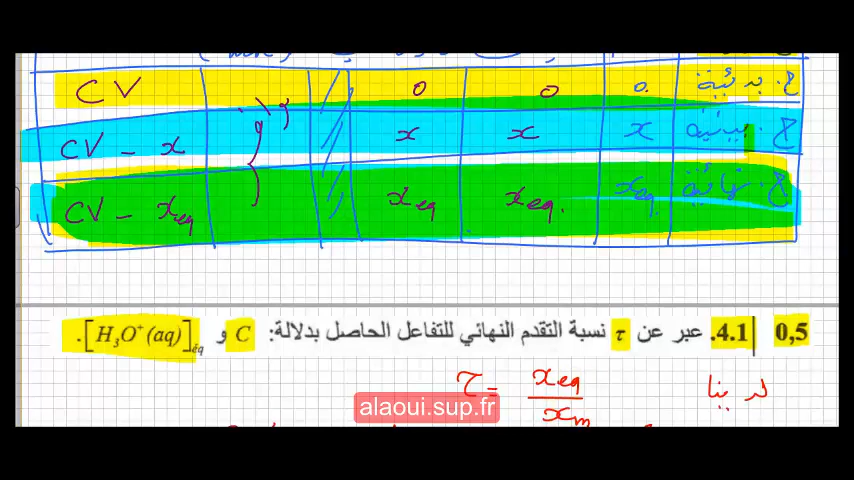 ح. بدئية 0. 0 0 CV
ح. بينية x x x CV - x
ح. نهائية xeq xeq. xeq CV - xeq
0,5 4.1. عبر عن τ نسبة التقدم النهائي للتفاعل الحاصل بدلالة: C و [H₃O⁺(aq)]éq .
لدينا τ = xeq / xm
alaoui.sup.fr